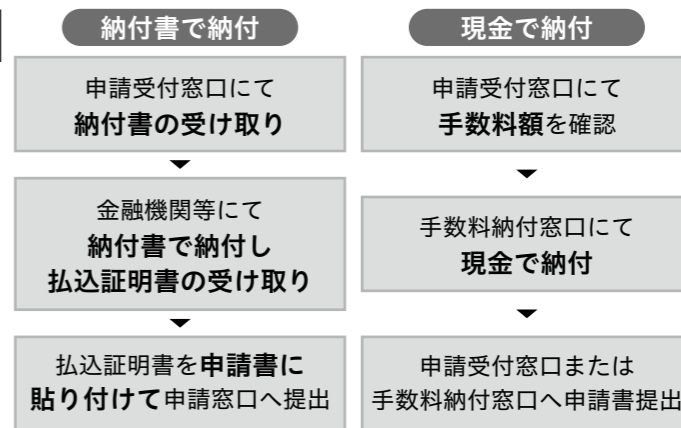 納付書で納付
申請受付窓口にて
納付書の受け取り
金融機関等にて
納付書で納付し
払込証明書の受け取り
払込証明書を申請書に
貼り付けて申請窓口へ提出
現金で納付
申請受付窓口にて
手数料額を確認
手数料納付窓口にて
現金で納付
申請受付窓口または
手数料納付窓口へ申請書提出